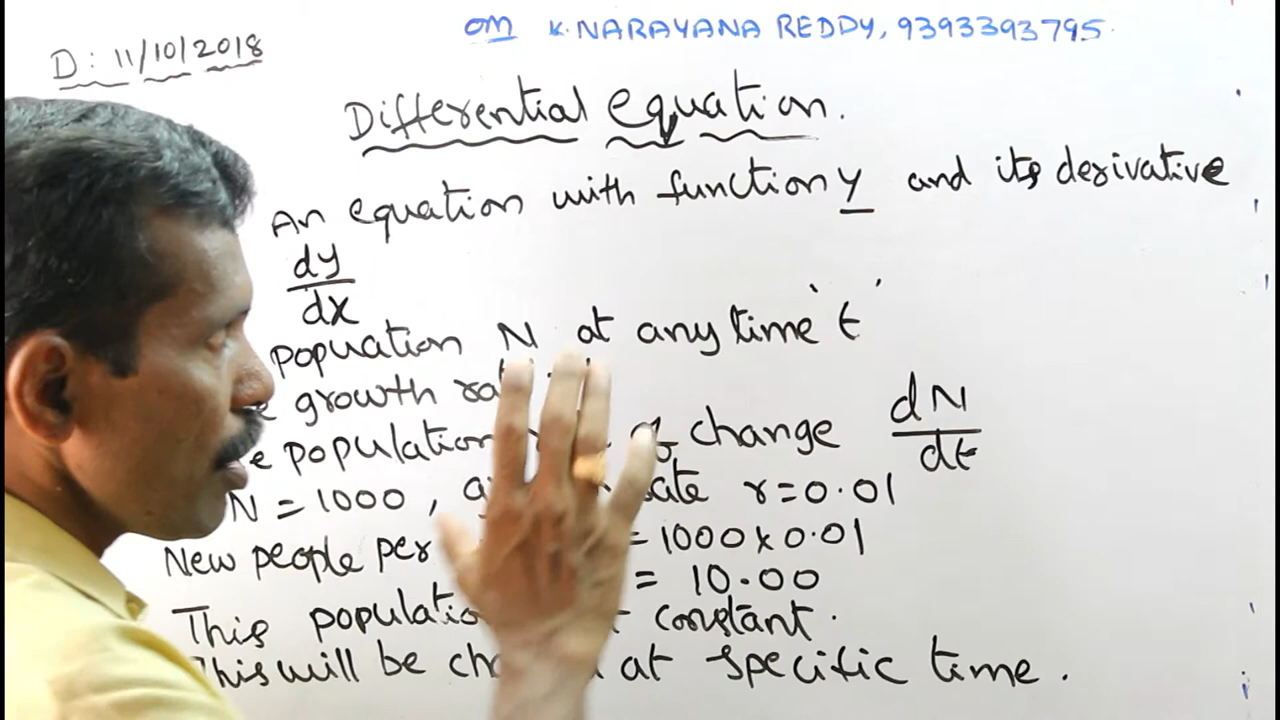 om K. NARAYANA REDDY, 9393393795.
D: 11/10/2018
Differential equation.
An equation with function y and its derivative
dy
dx
popuation N at any time 't'
growth
population of change dN
dt
N = 1000, rate r=0.01
New people per = 1000 x 0.01
= 10.00
This constant.
This will be at specific time.